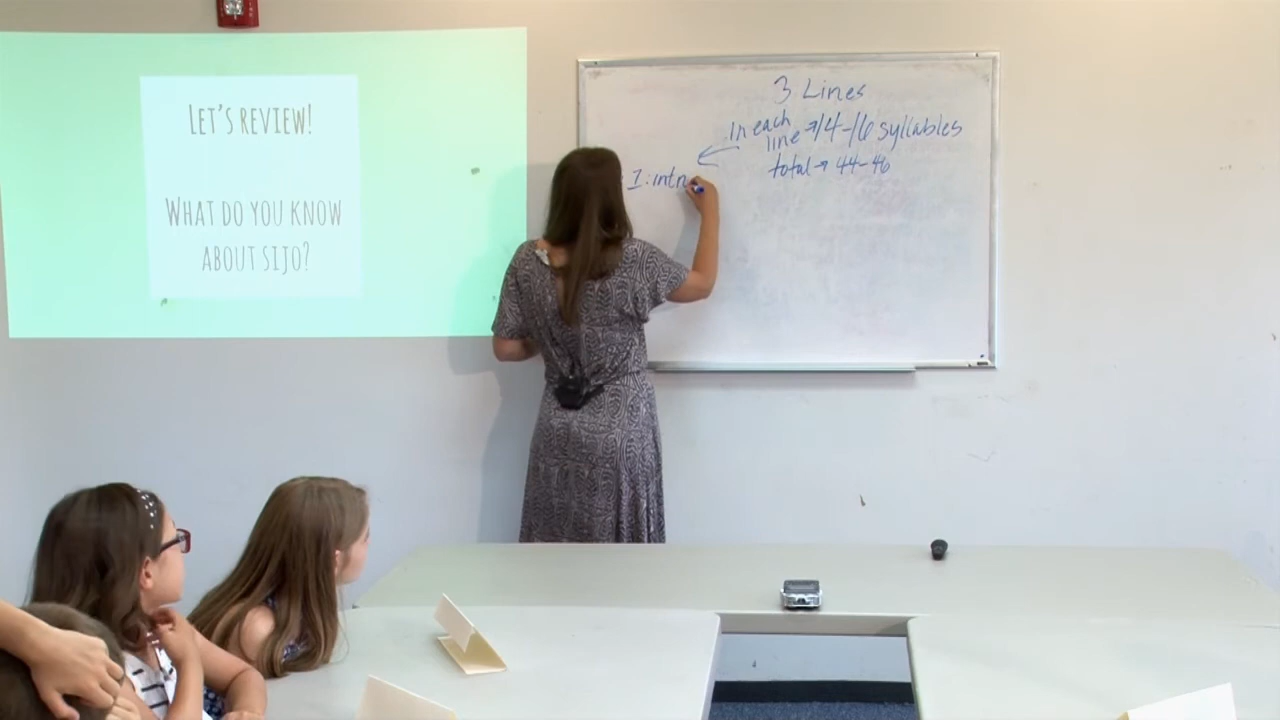 LET'S REVIEW!
WHAT DO YOU KNOW
ABOUT SIJO?
3 Lines
In each
line → 14-16 syllables
total → 44-46
1: intr